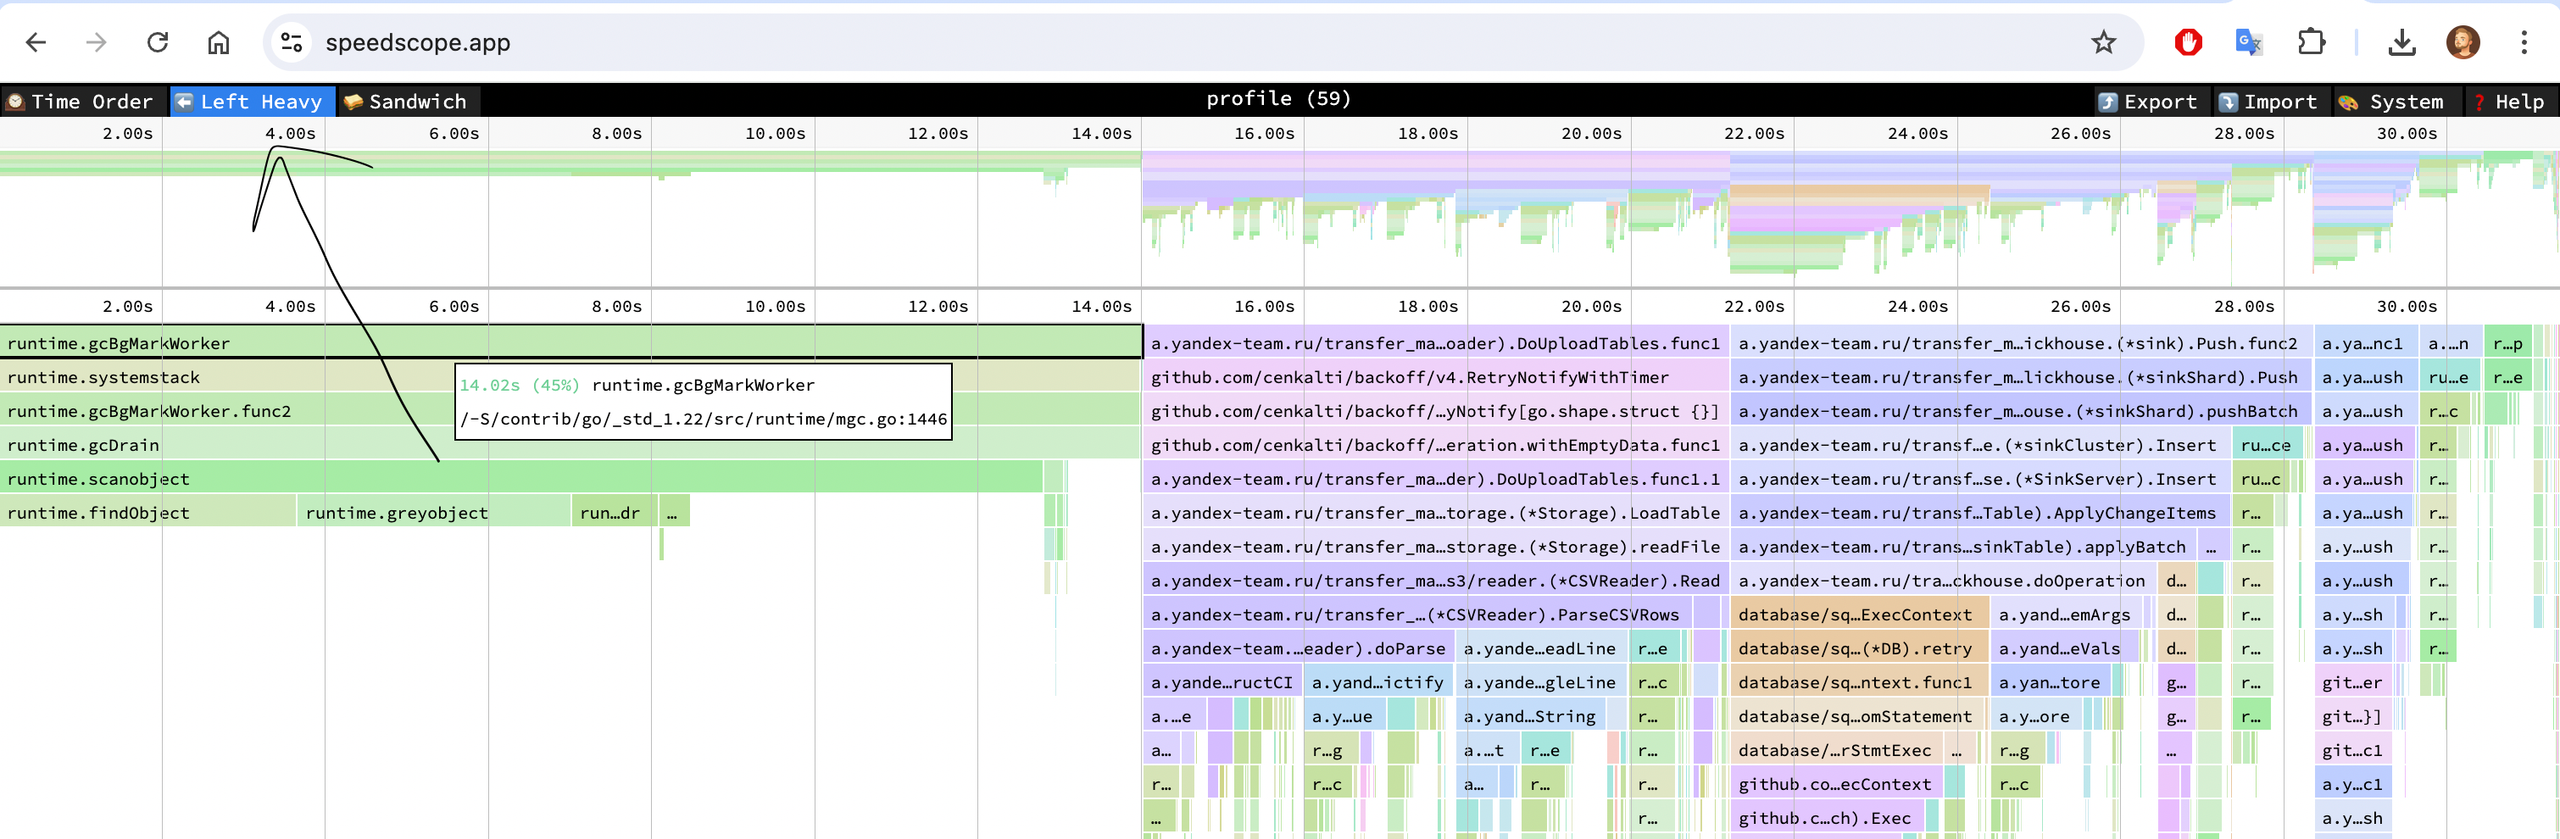 speedscope.app
Time Order Left Heavy Sandwich profile (59) Export Import System ? Help
2.00s 4.00s 6.00s 8.00s 10.00s 12.00s 14.00s 16.00s 18.00s 20.00s 22.00s 24.00s 26.00s 28.00s 30.00s
2.00s 4.00s 6.00s 8.00s 10.00s 12.00s 14.00s 16.00s 18.00s 20.00s 22.00s 24.00s 26.00s 28.00s 30.00s
runtime.gcBgMarkWorker a.yandex-team.ru/transfer_ma…oader).DoUploadTables.func1 a.yandex-team.ru/transfer_m…ickhouse.(*sink).Push.func2 a.ya…nc1 a.…n r…p
runtime.systemstack github.com/cenkalti/backoff/v4.RetryNotifyWithTimer a.yandex-team.ru/transfer_m…lickhouse.(*sinkShard).Push a.ya…ush ru…e r…e
14.02s (45%) runtime.gcBgMarkWorker
/-S/contrib/go/_std_1.22/src/runtime/mgc.go:1446
runtime.gcBgMarkWorker.func2 github.com/cenkalti/backoff/…yNotify[go.shape.struct {}] a.yandex-team.ru/transfer_m…ouse.(*sinkShard).pushBatch a.ya…ush r…c
runtime.gcDrain github.com/cenkalti/backoff/…eration.withEmptyData.func1 a.yandex-team.ru/transf…e.(*sinkCluster).Insert ru…ce a.ya…ush r…
runtime.scanobject a.yandex-team.ru/transfer_ma…der).DoUploadTables.func1.1 a.yandex-team.ru/transf…se.(*SinkServer).Insert ru…c a.ya…ush r…
runtime.findObject runtime.greyobject run…dr … a.yandex-team.ru/transfer_ma…torage.(*Storage).LoadTable a.yandex-team.ru/transf…Table).ApplyChangeItems r… a.ya…ush r…
a.yandex-team.ru/transfer_ma…storage.(*Storage).readFile a.yandex-team.ru/trans…sinkTable).applyBatch … r… a.y…ush r…
a.yandex-team.ru/transfer_ma…s3/reader.(*CSVReader).Read a.yandex-team.ru/tra…ckhouse.doOperation d… r… a.y…ush r…
a.yandex-team.ru/transfer_…(*CSVReader).ParseCSVRows database/sq…ExecContext a.yand…emArgs d… r… a.y…sh r…
a.yandex-team.…eader).doParse a.yande…eadLine r…e database/sq…(*DB).retry a.yand…eVals d… r… a.y…sh r…
a.yande…ructCI a.yand…ictify a.yande…gleLine r…c database/sq…ntext.func1 a.yan…tore g… r… git…er
a.…e a.y…ue a.yand…String r… database/sq…omStatement a.y…ore g… r… git…}]
a… r…g a.…t r…e r… database/…rStmtExec … r…g … git…c1
r… r…c a… r… r… github.co…ecContext r…c a.y…c1
… r… github.c…ch).Exec a.y…sh